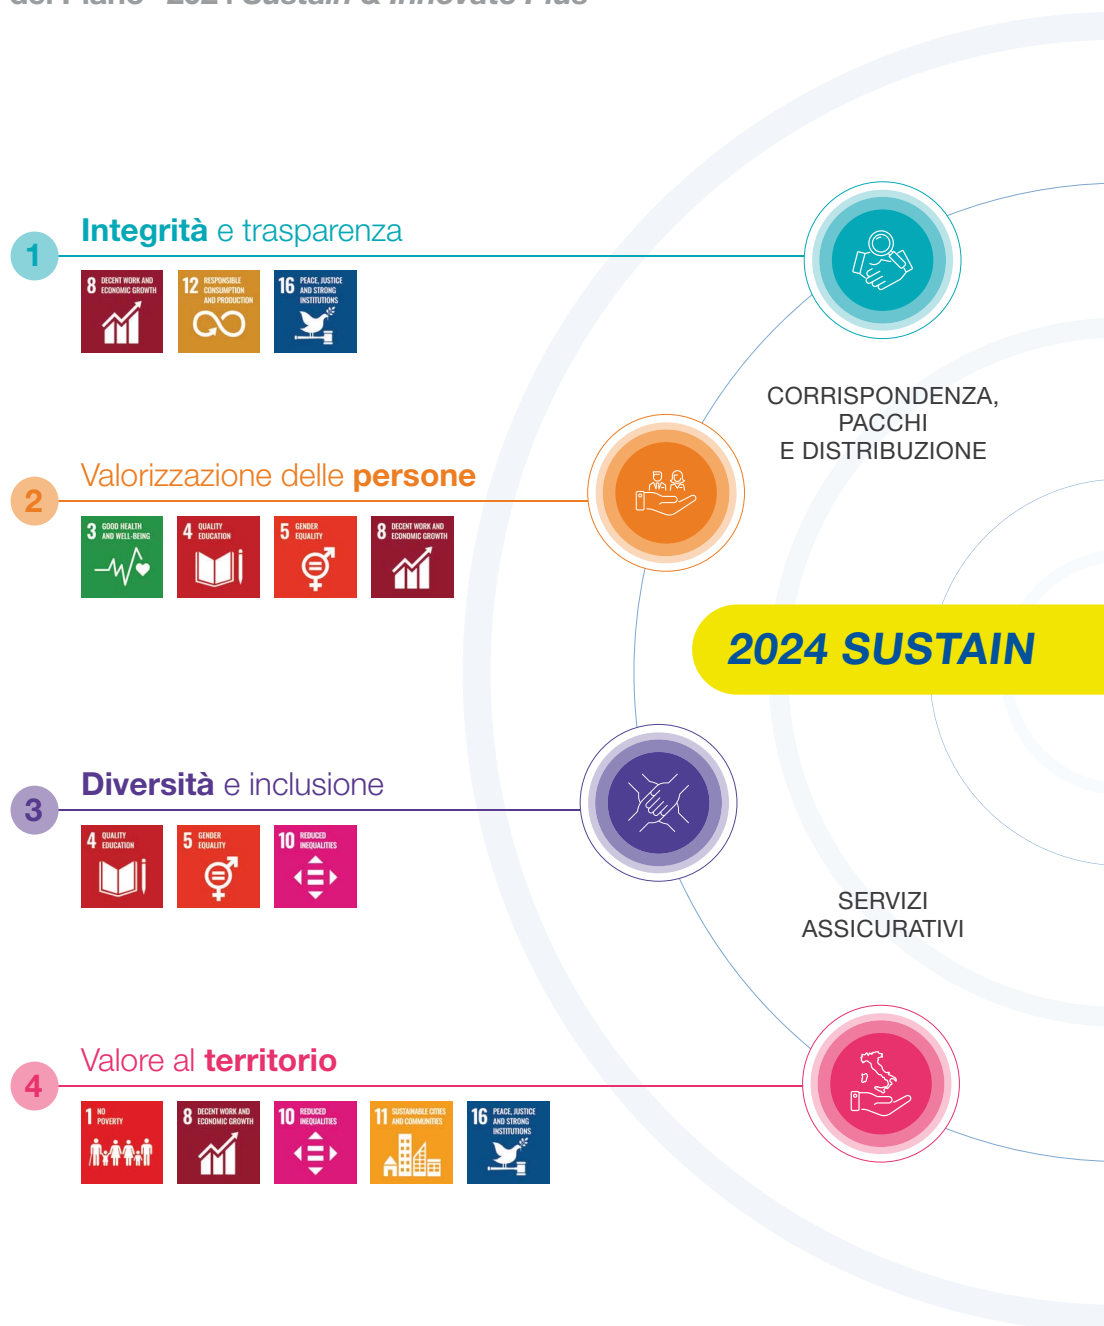 1
Integrità e trasparenza
8 DECENT WORK AND
ECONOMIC GROWTH
12 RESPONSIBLE
CONSUMPTION
AND PRODUCTION
16 PEACE, JUSTICE
AND STRONG
INSTITUTIONS
CORRISPONDENZA,
PACCHI
E DISTRIBUZIONE
2
Valorizzazione delle persone
3 GOOD HEALTH
AND WELL-BEING
4 QUALITY
EDUCATION
5 GENDER
EQUALITY
8 DECENT WORK AND
ECONOMIC GROWTH
2024 SUSTAIN
3
Diversità e inclusione
4 QUALITY
EDUCATION
5 GENDER
EQUALITY
10 REDUCED
INEQUALITIES
SERVIZI
ASSICURATIVI
4
Valore al territorio
1 NO
POVERTY
8 DECENT WORK AND
ECONOMIC GROWTH
10 REDUCED
INEQUALITIES
11 SUSTAINABLE CITIES
AND COMMUNITIES
16 PEACE, JUSTICE
AND STRONG
INSTITUTIONS